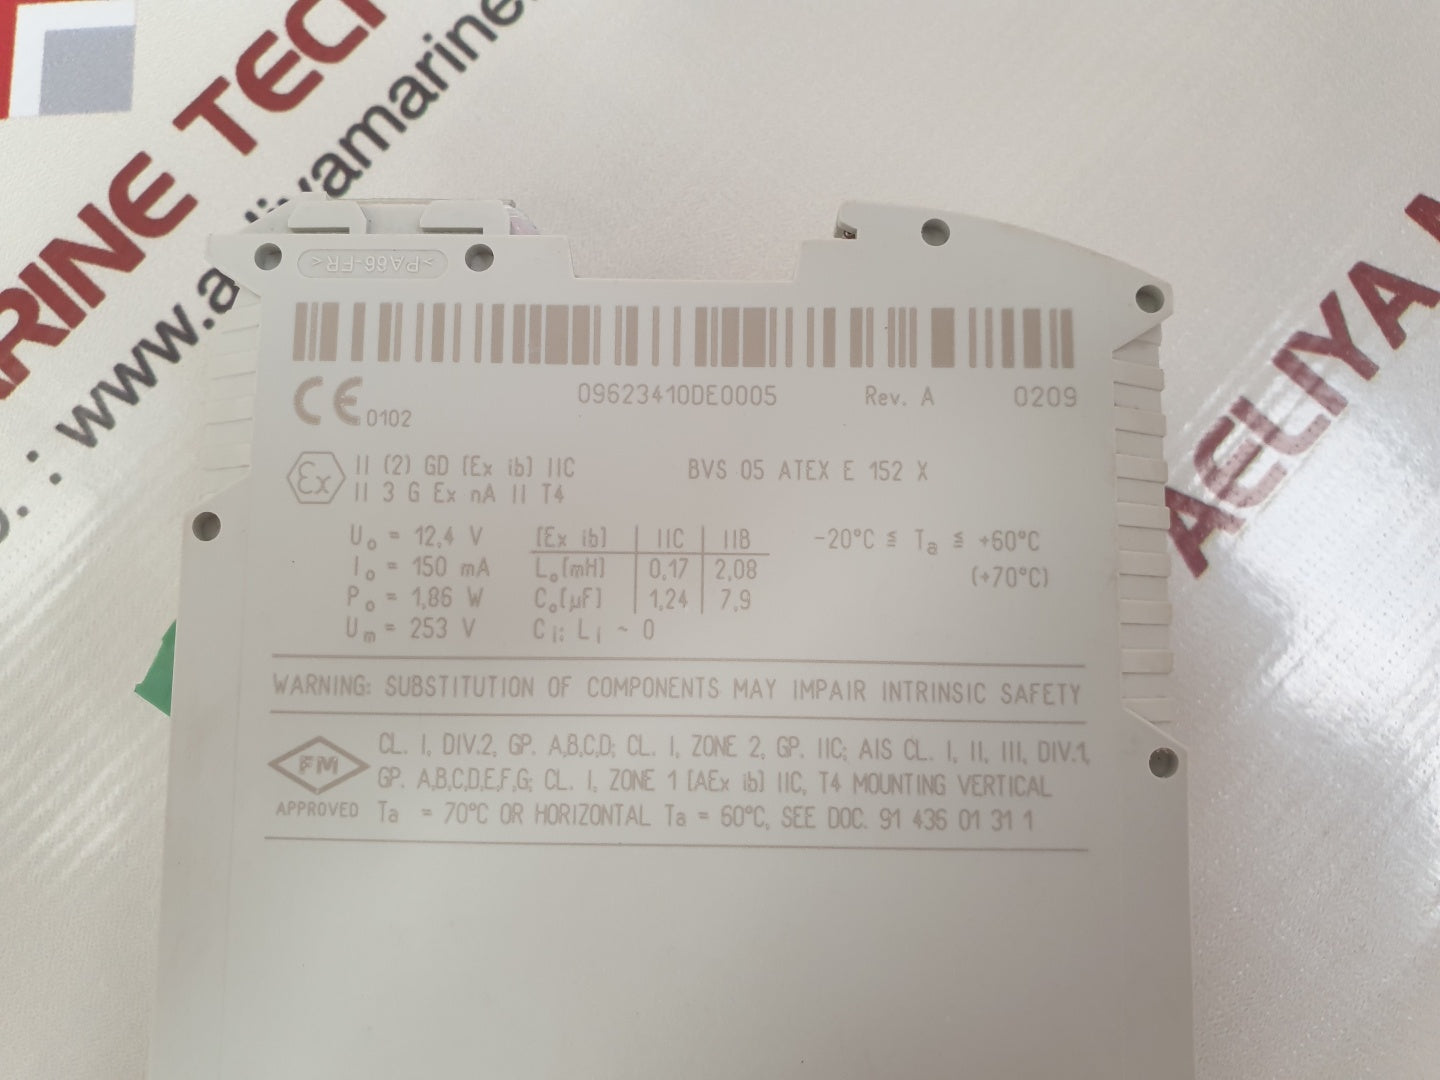 MARINE TECH
www.aeliyamarine.
AELIYA M
>PA66-FR<
CE 0102 09623410DE0005 Rev. A 0209
Ex II (2) GD [Ex ib] IIC BVS 05 ATEX E 152 X
II 3 G Ex nA II T4
Uo = 12,4 V [Ex ib] IIC IIB -20°C ≤ Ta ≤ +60°C
Io = 150 mA Lo[mH] 0,17 2,08 (+70°C)
Po = 1,86 W Co[µF] 1,24 7,9
Um = 253 V Ci; Li ~ 0
WARNING: SUBSTITUTION OF COMPONENTS MAY IMPAIR INTRINSIC SAFETY
CL. I, DIV.2, GP. A,B,C,D; CL. I, ZONE 2, GP. IIC; AIS CL. I, II, III, DIV.1,
FM GP. A,B,C,D,E,F,G; CL. I, ZONE 1 [AEx ib] IIC, T4 MOUNTING VERTICAL
APPROVED Ta = 70°C OR HORIZONTAL Ta = 60°C, SEE DOC. 91 436 01 31 1